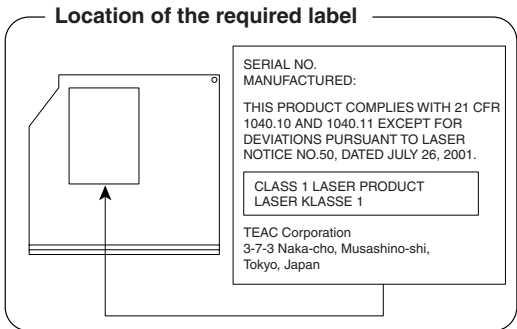 Location of the required label
SERIAL NO.
MANUFACTURED:
THIS PRODUCT COMPLIES WITH 21 CFR
1040.10 AND 1040.11 EXCEPT FOR
DEVIATIONS PURSUANT TO LASER
NOTICE NO.50, DATED JULY 26, 2001.
CLASS 1 LASER PRODUCT
LASER KLASSE 1
TEAC Corporation
3-7-3 Naka-cho, Musashino-shi,
Tokyo, Japan